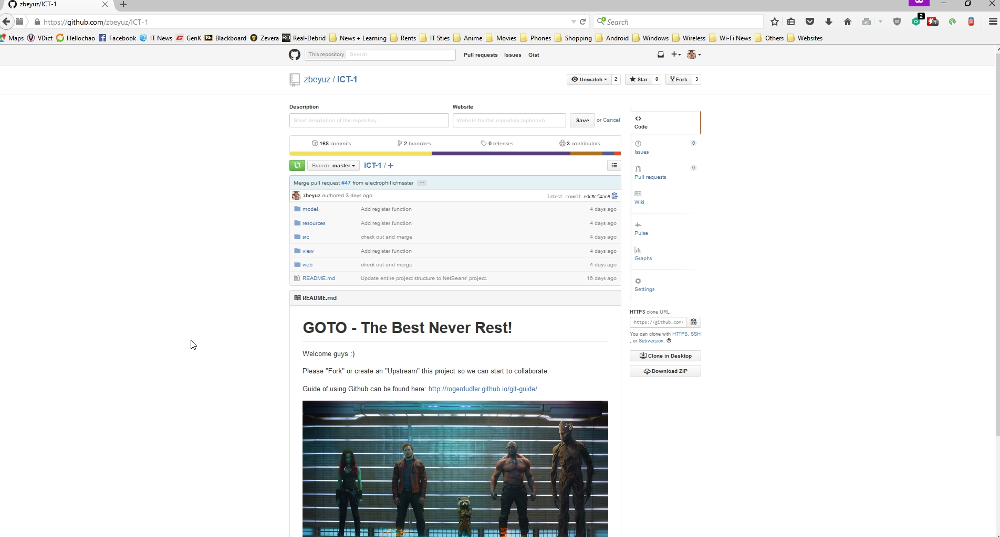 zbeyuz/ICT-1
https://github.com/zbeyuz/ICT-1
Search
2
1
Maps VDict Hellochao Facebook IT News GenK Bb Blackboard Zevera RD Real-Debrid News + Learning Rents IT Sties Anime Movies Phones Shopping Android Windows Wireless Wi-Fi News Others Websites
This repository Search Pull requests Issues Gist
zbeyuz / ICT-1
Unwatch 2 Star 0 Fork 3
Description Website
Short description of this repository Website for this repository (optional) Save or Cancel
168 commits 2 branches 0 releases 3 contributors
Branch: master ICT-1 / +
Merge pull request #47 from electrophilic/master ...
zbeyuz authored 3 days ago latest commit edc8cf4ac6
model Add register function 4 days ago
resources Add register function 4 days ago
src check out and merge 4 days ago
view Add register function 4 days ago
web check out and merge 4 days ago
README.md Update entire project structure to NetBeans' project. 16 days ago
README.md
GOTO - The Best Never Rest!
Welcome guys :)
Please "Fork" or create an "Upstream" this project so we can start to collaborate.
Guide of using Github can be found here: http://rogerdudler.github.io/git-guide/
Code
Issues 0
Pull requests 0
Wiki
Pulse
Graphs
Settings
HTTPS clone URL
https://github.com/
You can clone with HTTPS, SSH
, or Subversion.
Clone in Desktop
Download ZIP